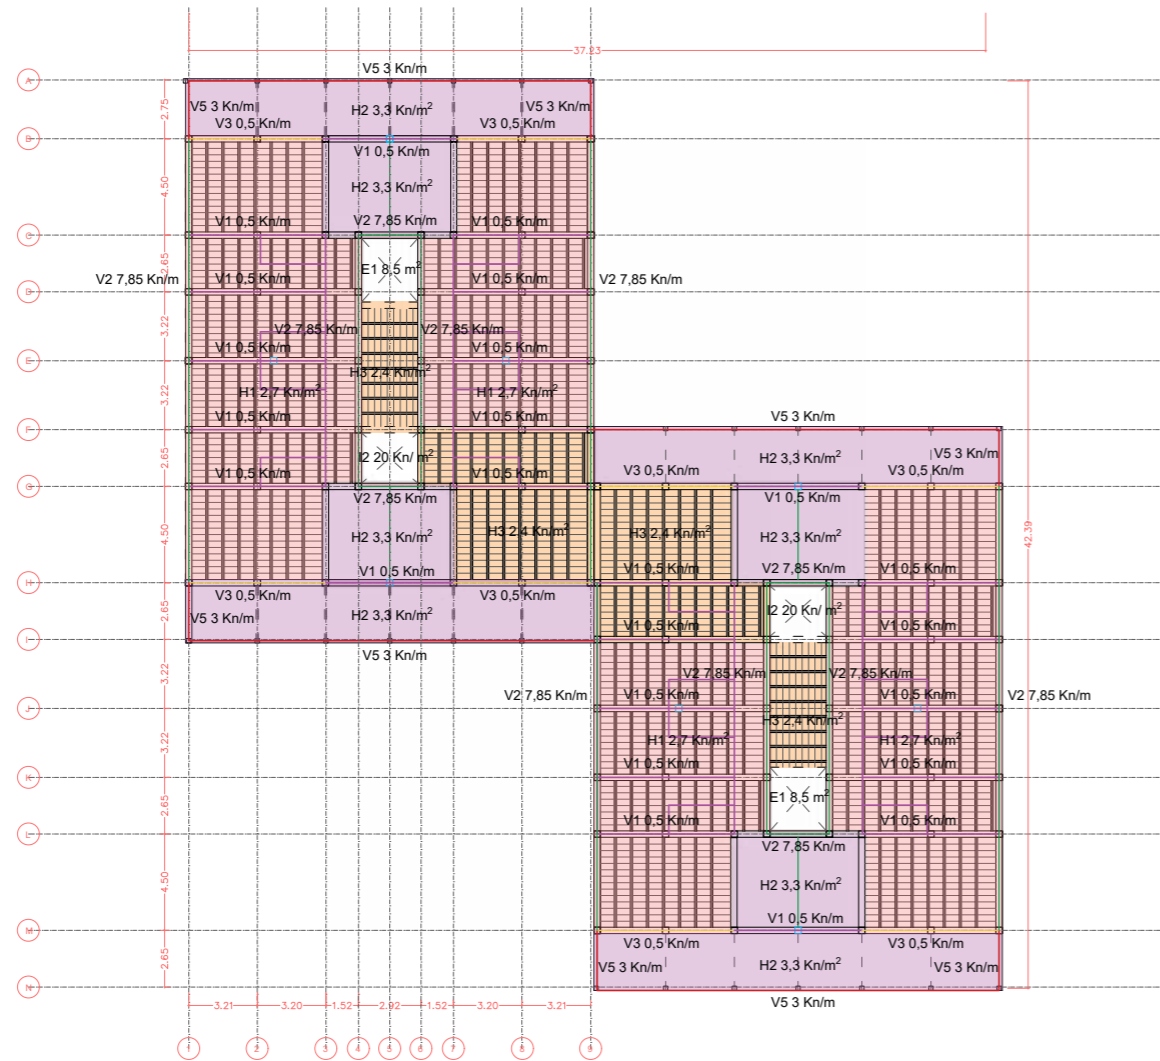 37.23
V5 3 Kn/m
A
2.75
V5 3 Kn/m
H2 3,3 Kn/m²
V5 3 Kn/m
V3 0,5 Kn/m
V3 0,5 Kn/m
V1 0,5 Kn/m
4.50
H2 3,3 Kn/m²
V1 0,5 Kn/m
V2 7,85 Kn/m
V1 0,5 Kn/m
C
2.65
E1 8,5 m²
V2 7,85 Kn/m
V1 0,5 Kn/m
V1 0,5 Kn/m
V2 7,85 Kn/m
D
3.22
V2 7,85 Kn/m
V2 7,85 Kn/m
V1 0,5 Kn/m
V1 0,5 Kn/m
E
H3 2,4 Kn/m²
3.22
H1 2,7 Kn/m²
H1 2,7 Kn/m²
V1 0,5 Kn/m
V1 0,5 Kn/m
V5 3 Kn/m
F
2.65
I2 20 Kn/ m²
H2 3,3 Kn/m²
V5 3 Kn/m
V1 0,5 Kn/m
V1 0,5 Kn/m
V3 0,5 Kn/m
V3 0,5 Kn/m
G
V2 7,85 Kn/m
V1 0,5 Kn/m
4.50
H2 3,3 Kn/m²
H3 2,4 Kn/m²
H3 2,4 Kn/m²
H2 3,3 Kn/m²
42.39
V1 0,5 Kn/m
V1 0,5 Kn/m
V2 7,85 Kn/m
V1 0,5 Kn/m
H
V3 0,5 Kn/m
V3 0,5 Kn/m
2.65
V5 3 Kn/m
H2 3,3 Kn/m²
I2 20 Kn/ m²
V1 0,5 Kn/m
V1 0,5 Kn/m
I
V5 3 Kn/m
3.22
V2 7,85 Kn/m
V2 7,85 Kn/m
V2 7,85 Kn/m
V1 0,5 Kn/m
V1 0,5 Kn/m
V2 7,85 Kn/m
J
H3 2,4 Kn/m²
3.22
H1 2,7 Kn/m²
H1 2,7 Kn/m²
V1 0,5 Kn/m
V1 0,5 Kn/m
K
2.65
E1 8,5 m²
V1 0,5 Kn/m
V1 0,5 Kn/m
L
V2 7,85 Kn/m
4.50
H2 3,3 Kn/m²
V1 0,5 Kn/m
M
V3 0,5 Kn/m
V3 0,5 Kn/m
2.65
V5 3 Kn/m
H2 3,3 Kn/m²
V5 3 Kn/m
N
V5 3 Kn/m
3.21
3.20
1.52
2.92
1.52
3.20
3.21
1
2
3
4
5
6
7
8
9